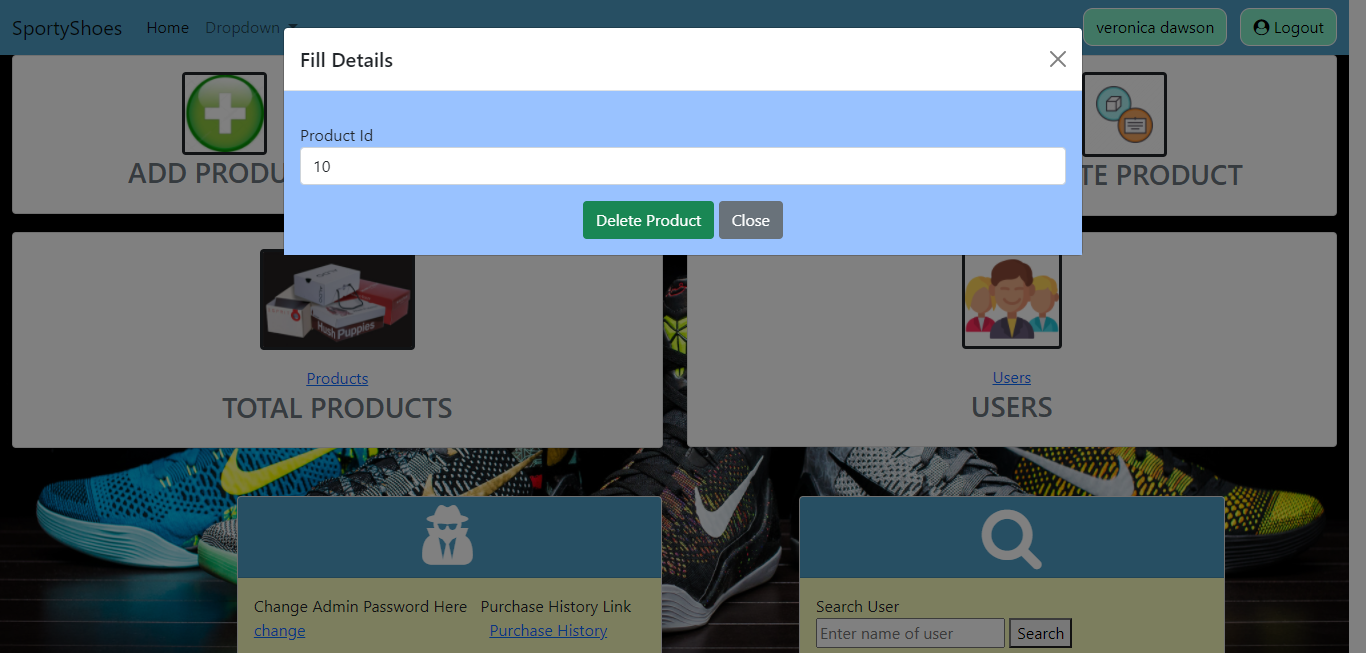 SportyShoes Home Dropdown veronica dawson Logout
Fill Details
Product Id
10
Delete Product Close
ADD PRODU
TE PRODUCT
Hush Puppies
Products
TOTAL PRODUCTS
Users
USERS
Change Admin Password Here Purchase History Link
change Purchase History
Search User
Enter name of user Search